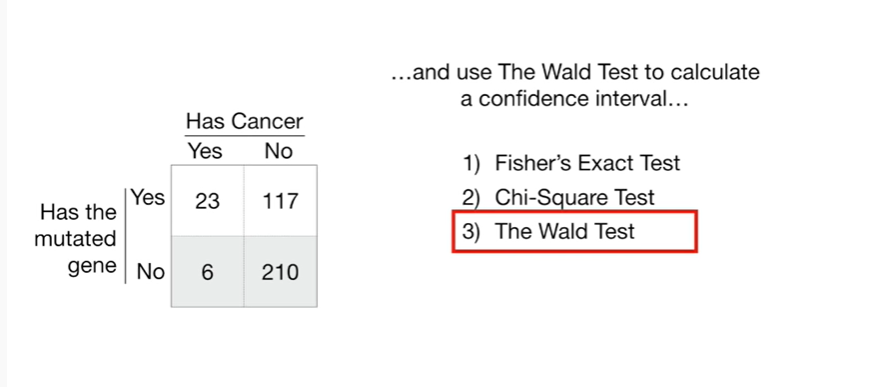 …and use The Wald Test to calculate
a confidence interval…
Has Cancer
Yes No
Has the
mutated
gene
Yes 23 117
No 6 210
1) Fisher’s Exact Test
2) Chi-Square Test
3) The Wald Test